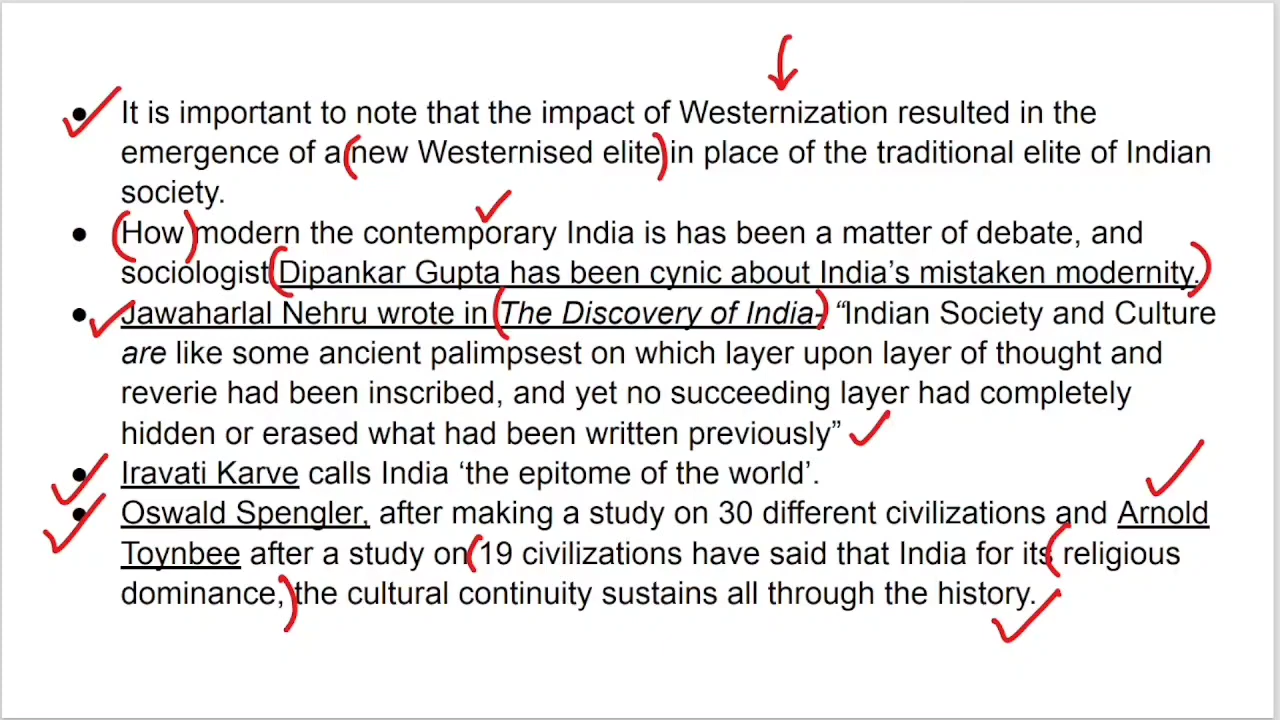 ● It is important to note that the impact of Westernization resulted in the
emergence of a new Westernised elite in place of the traditional elite of Indian
society.
● How modern the contemporary India is has been a matter of debate, and
sociologist Dipankar Gupta has been cynic about India’s mistaken modernity.
● Jawaharlal Nehru wrote in The Discovery of India- “Indian Society and Culture
are like some ancient palimpsest on which layer upon layer of thought and
reverie had been inscribed, and yet no succeeding layer had completely
hidden or erased what had been written previously”
● Iravati Karve calls India ‘the epitome of the world’.
● Oswald Spengler, after making a study on 30 different civilizations and Arnold
Toynbee after a study on 19 civilizations have said that India for its religious
dominance, the cultural continuity sustains all through the history.